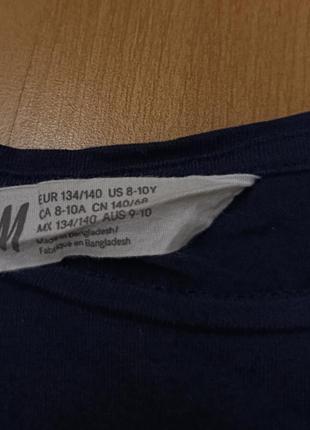 M
EUR 134/140 US 8-10Y
CA 8-10A CN 140/68
MX 134/140 AUS 9-10
Made in Bangladesh/
Fabriqué en Bangladesh